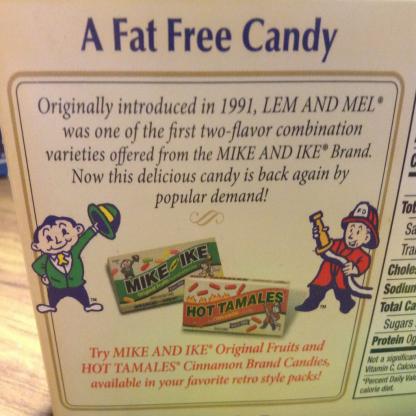 A Fat Free Candy
Originally introduced in 1991, LEM AND MEL®
was one of the first two-flavor combination
varieties offered from the MIKE AND IKE® Brand.
Now this delicious candy is back again by
popular demand!
FD
MIKE AND IKE
HOT TAMALES
Try MIKE AND IKE® Original Fruits and
HOT TAMALES® Cinnamon Brand Candies,
available in your favorite retro style packs!
Tot
Sa
Tra
Chole
Sodium
Total Ca
Sugars
Protein 0g
Not a significan
Vitamin C, Calciu
*Percent Daily Valu
calorie diet.